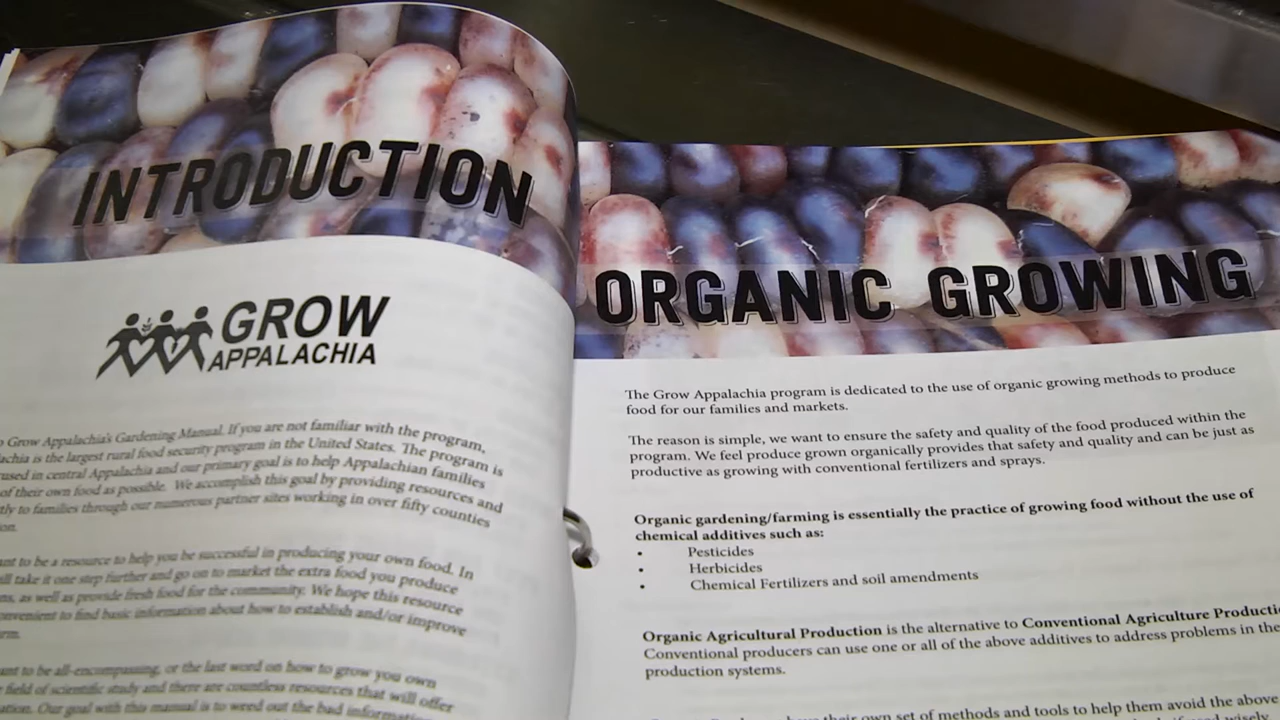 INTRODUCTION
GROW
APPALACHIA
Grow Appalachia's Gardening Manual. If you are not familiar with the program,
is the largest rural food security program in the United States. The program is
used in central Appalachia and our primary goal is to help Appalachian families
of their own food as possible. We accomplish this goal by providing resources and
to families through our numerous partner sites working in over fifty counties
to be a resource to help you be successful in producing your own food. In
take it one step further and go on to market the extra food you produce
as well as provide fresh food for the community. We hope this resource
to find basic information about how to establish and/or improve
to be all-encompassing, or the last word on how to grow you own
field of scientific study and there are countless resources that will offer
Our goal with this manual is to weed out the bad
ORGANIC GROWING
The Grow Appalachia program is dedicated to the use of organic growing methods to produce
food for our families and markets.
The reason is simple, we want to ensure the safety and quality of the food produced within the
program. We feel produce grown organically provides that safety and quality and can be just as
productive as growing with conventional fertilizers and sprays.
Organic gardening/farming is essentially the practice of growing food without the use of
chemical additives such as:
• Pesticides
• Herbicides
• Chemical Fertilizers and soil amendments
Organic Agricultural Production is the alternative to Conventional Agriculture Producti
Conventional producers can use one or all of the above additives to address problems in the
production systems.
their own set of methods and tools to help them avoid the above